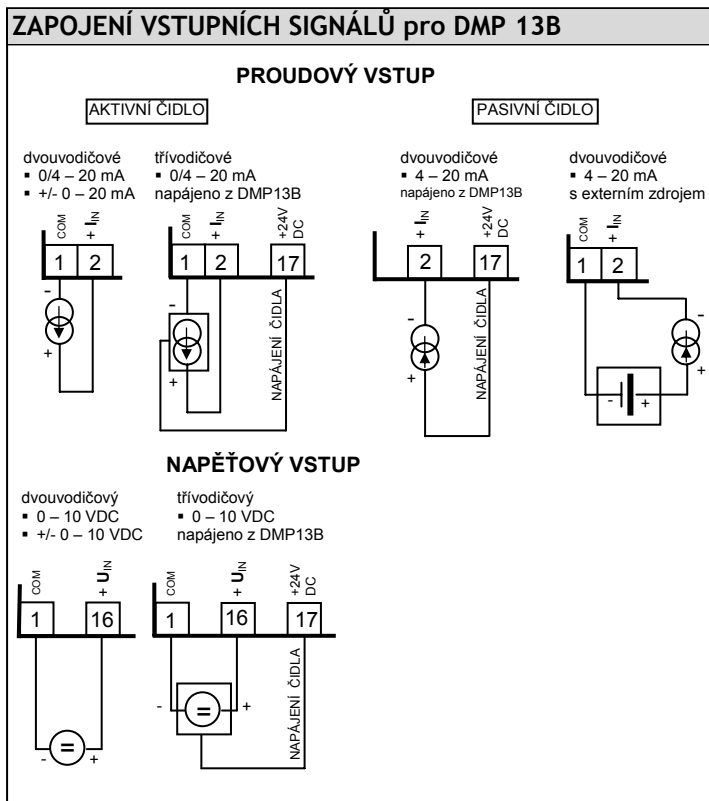 ZAPOJENÍ VSTUPNÍCH SIGNÁLŮ pro DMP 13B
PROUDOVÝ VSTUP
AKTIVNÍ ČIDLO
PASIVNÍ ČIDLO
dvouvodičové
▪ 0/4 – 20 mA
▪ +/- 0 – 20 mA
COM
+ IIN
1
2
-
+
třívodičové
▪ 0/4 – 20 mA
napájeno z DMP13B
COM
+ IIN
+24V
DC
1
2
17
-
+
NAPÁJENÍ ČIDLA
dvouvodičové
▪ 4 – 20 mA
napájeno z DMP13B
+ IIN
+24V
DC
2
17
-
+
NAPÁJENÍ ČIDLA
dvouvodičové
▪ 4 – 20 mA
s externím zdrojem
COM
+ IIN
1
2
-
+
-
+
NAPĚŤOVÝ VSTUP
dvouvodičový
▪ 0 – 10 VDC
▪ +/- 0 – 10 VDC
COM
+ UIN
1
16
-
=
+
třívodičový
▪ 0 – 10 VDC
napájeno z DMP13B
COM
+ UIN
+24V
DC
1
16
17
-
=
+
NAPÁJENÍ ČIDLA